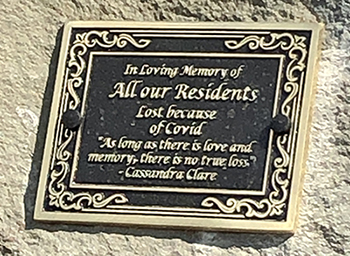 In Loving Memory of
All our Residents
Lost because
of Covid
"As long as there is love and
memory, there is no true loss"
-Cassandra Clare